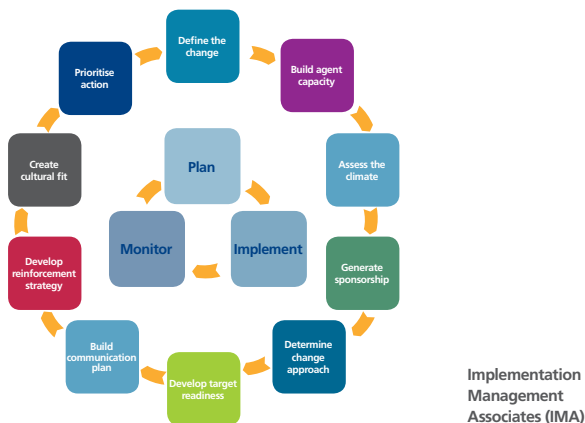 Define the
change
Build agent
capacity
Assess the
climate
Generate
sponsorship
Determine
change
approach
Develop target
readiness
Build
communication
plan
Develop
reinforcement
strategy
Create
cultural fit
Prioritise
action
Plan
Implement
Monitor
Implementation
Management
Associates (IMA)